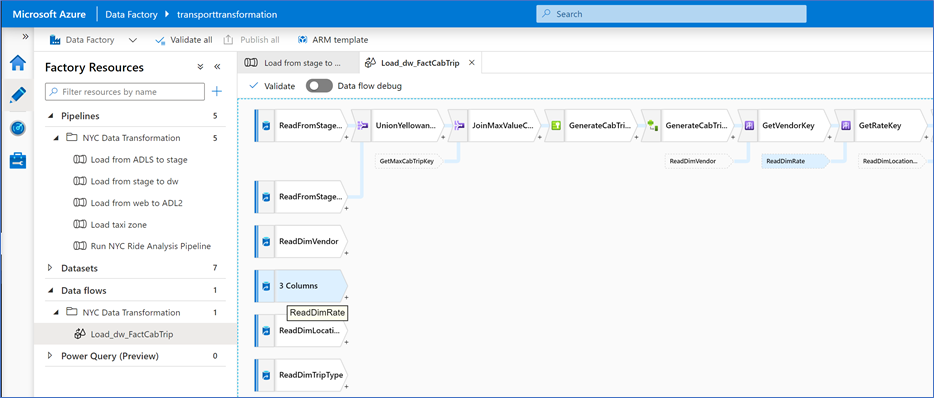 Microsoft Azure Data Factory transporttransformation Search
» Data Factory Validate all Publish all ARM template
Factory Resources «
Load from stage to ... Load_dw_FactCabTrip ×
Filter resources by name +
Validate Data flow debug
Pipelines 5
NYC Data Transformation 5
Load from ADLS to stage
Load from stage to dw
Load from web to ADL2
Load taxi zone
Run NYC Ride Analysis Pipeline
Datasets 7
Data flows 1
NYC Data Transformation 1
Load_dw_FactCabTrip
Power Query (Preview) 0
ReadFromStage... + UnionYellowan... + JoinMaxValueC... + GenerateCabTri... + GenerateCabTri... + GetVendorKey + GetRateKey +
GetMaxCabTripKey ReadDimVendor ReadDimRate ReadDimLocation...
ReadFromStage... +
ReadDimVendor +
3 Columns +
ReadDimRate
ReadDimLocati... +
ReadDimTripType +